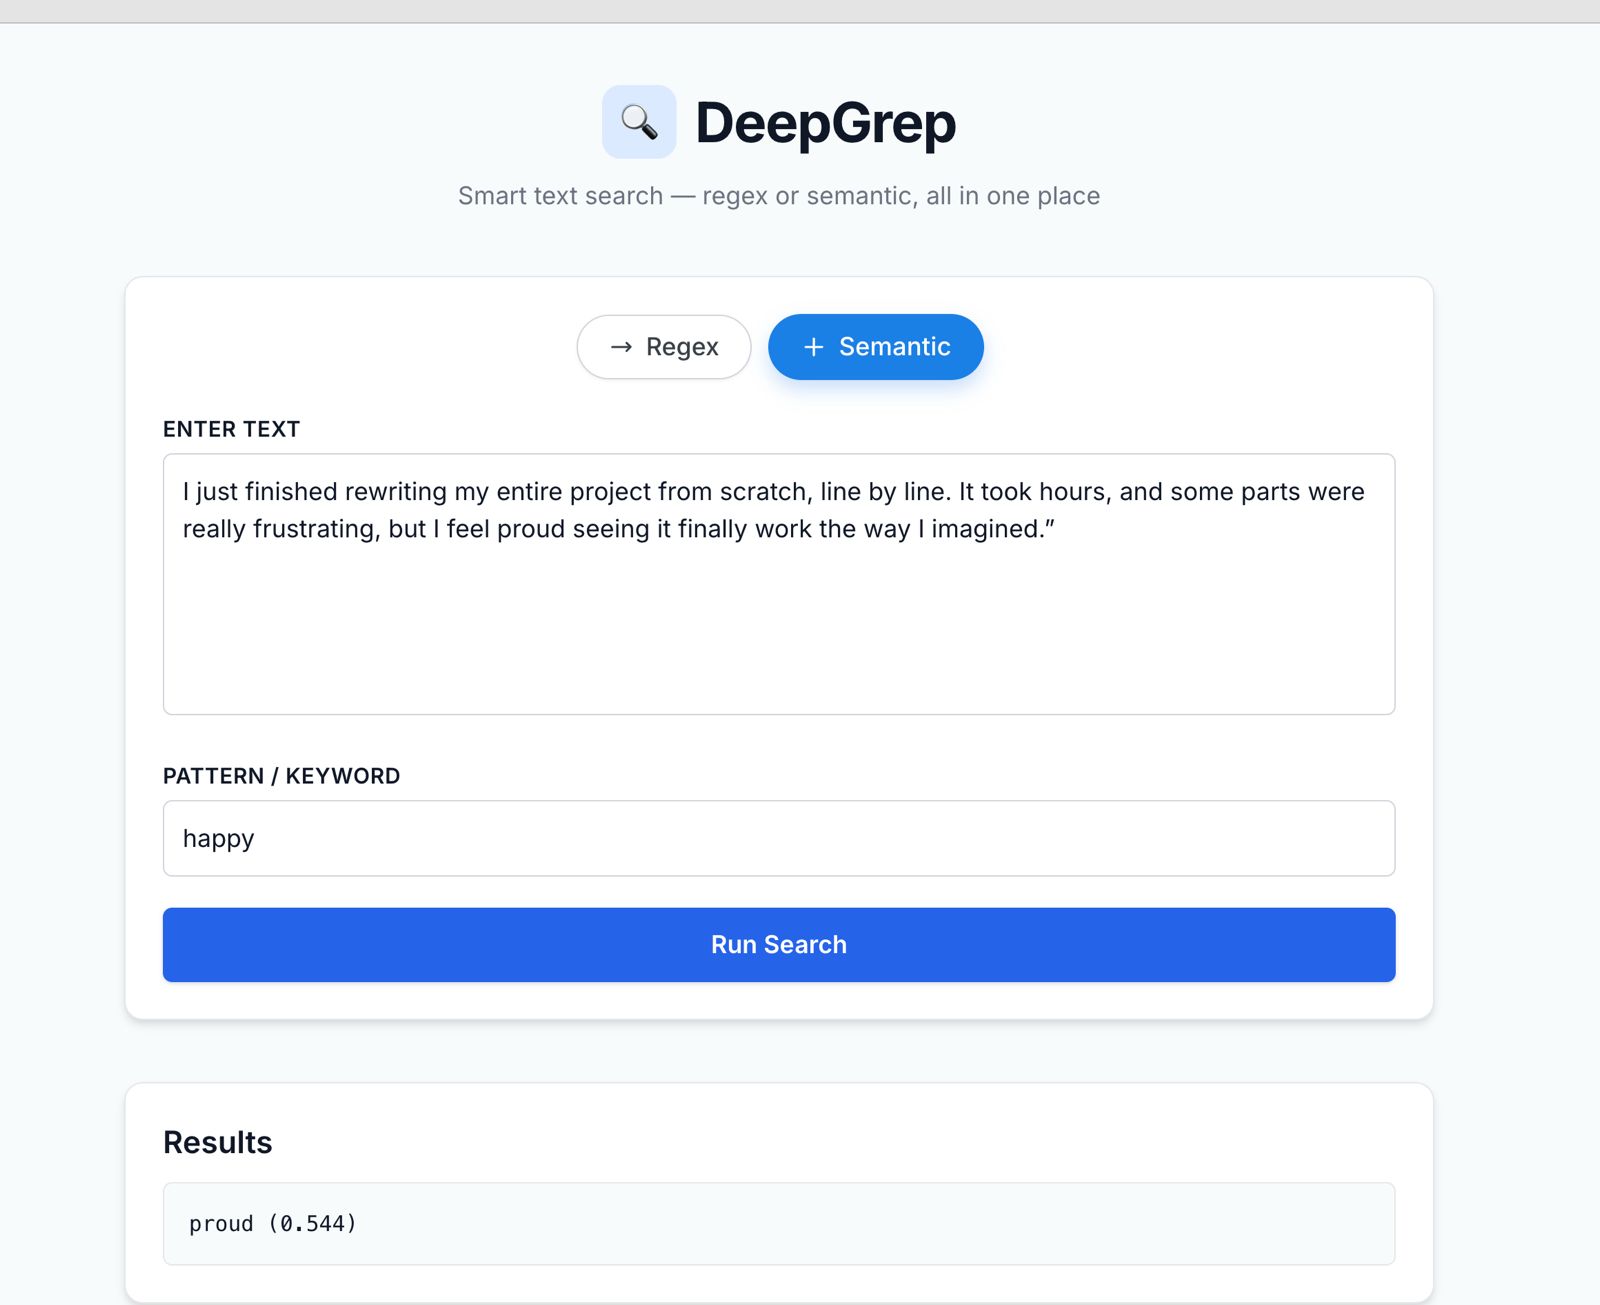 DeepGrep
Smart text search — regex or semantic, all in one place
→ Regex
+ Semantic
ENTER TEXT
I just finished rewriting my entire project from scratch, line by line. It took hours, and some parts were
really frustrating, but I feel proud seeing it finally work the way I imagined.”
PATTERN / KEYWORD
happy
Run Search
Results
proud (0.544)